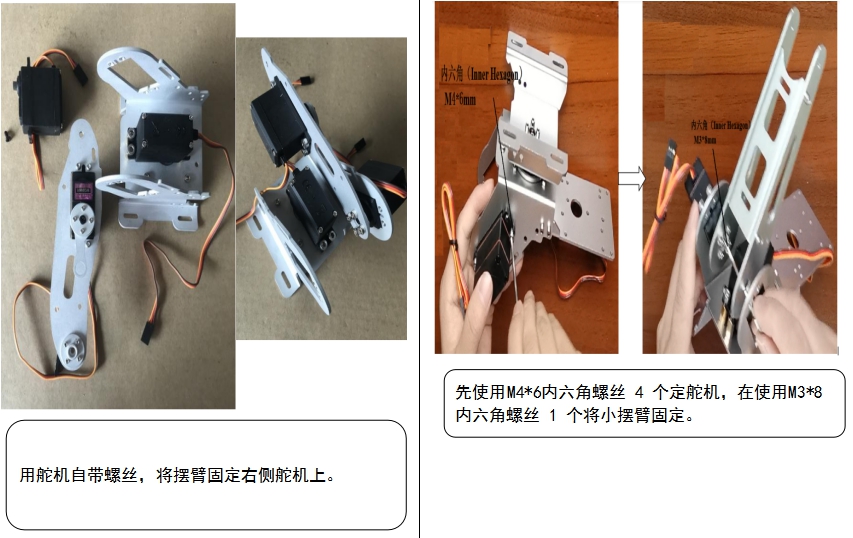 用舵机自带螺丝，将摆臂固定右侧舵机上。
内六角（Inner Hexagon）
M4*6mm
内六角（Inner Hexagon）
M3*8mm
先使用M4*6内六角螺丝 4 个定舵机，在使用M3*8
内六角螺丝 1 个将小摆臂固定。